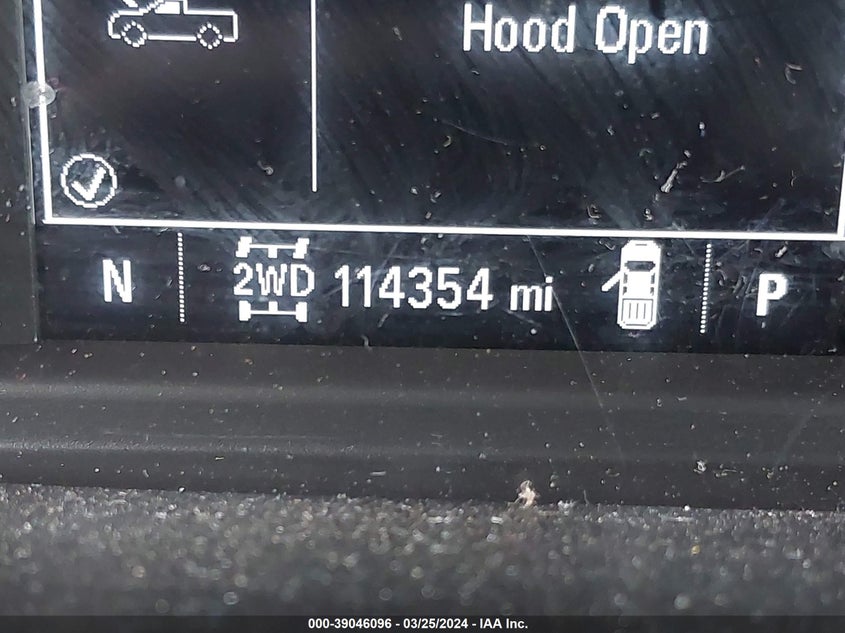 Hood Open
N 2WD 114354 mi P
000-39046096 - 03/25/2024 - IAA Inc.